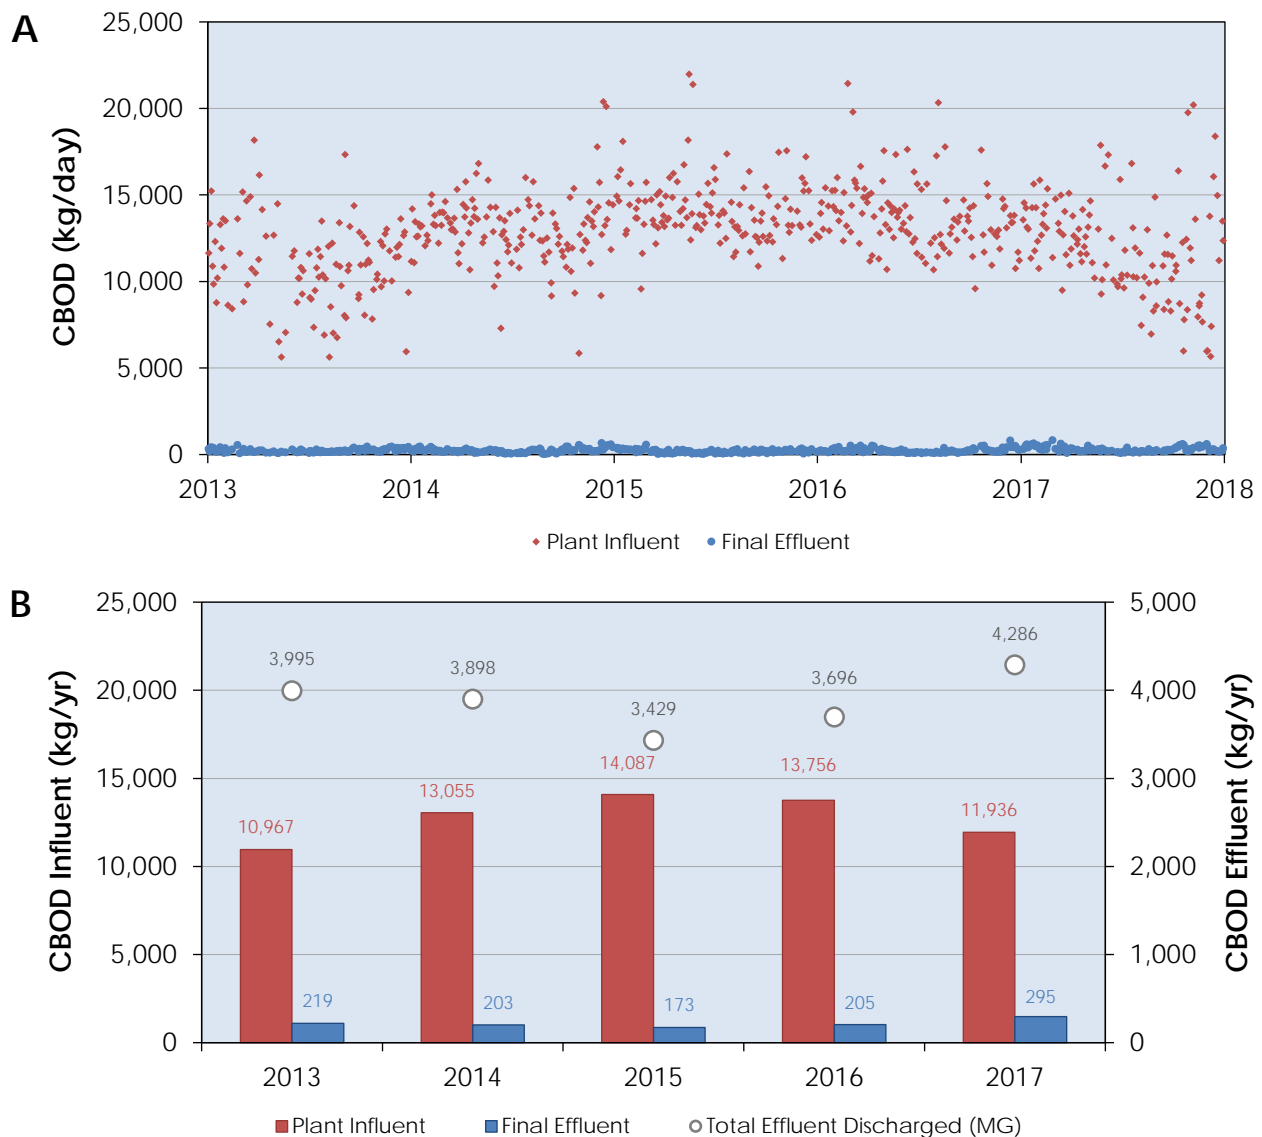 A
25,000
20,000
15,000
10,000
5,000
0
CBOD (kg/day)
2013 2014 2015 2016 2017 2018
Plant Influent Final Effluent
B
25,000
20,000
15,000
10,000
5,000
0
CBOD Influent (kg/yr)
5,000
4,000
3,000
2,000
1,000
0
CBOD Effluent (kg/yr)
3,995 3,898 3,429 3,696 4,286
10,967 13,055 14,087 13,756 11,936
219 203 173 205 295
2013 2014 2015 2016 2017
Plant Influent Final Effluent Total Effluent Discharged (MG)